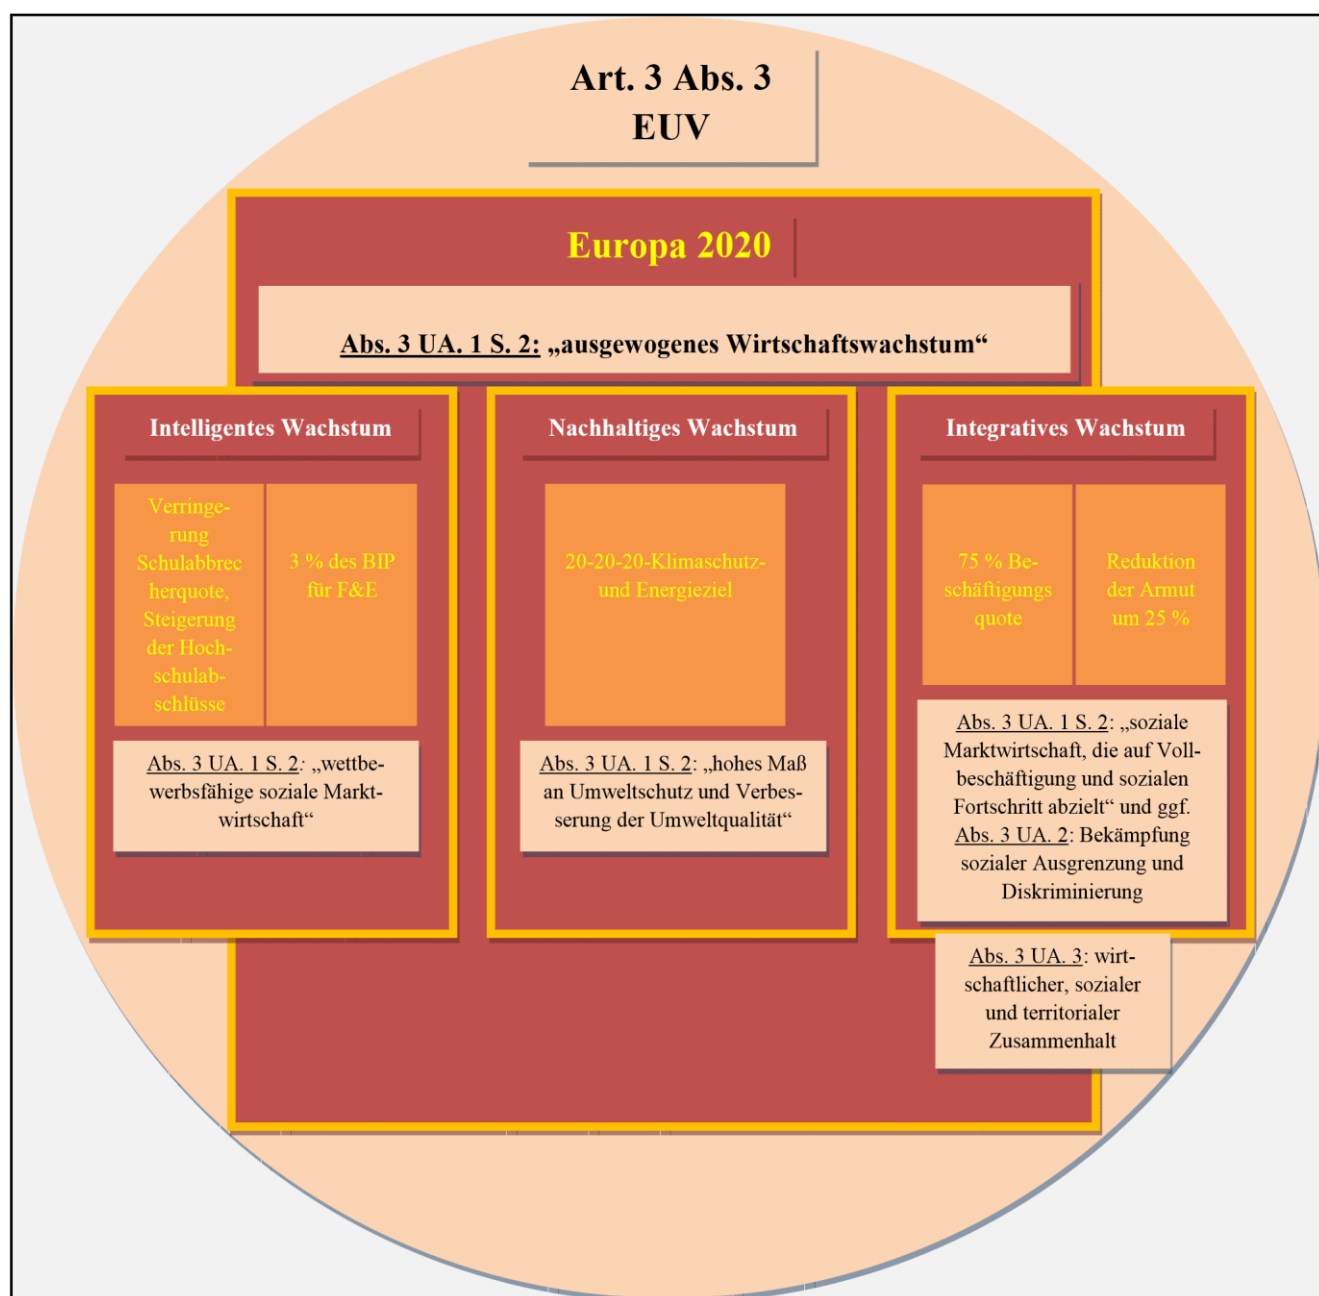 Art. 3 Abs. 3
EUV
Europa 2020
Abs. 3 UA. 1 S. 2: „ausgewogenes Wirtschaftswachstum“
Intelligentes Wachstum
Verringe-
rung
Schulabbrec
herquote,
Steigerung
der Hoch-
schulab-
schlüsse
3 % des BIP
für F&E
Abs. 3 UA. 1 S. 2: „wettbe-
werbsfähige soziale Markt-
wirtschaft“
Nachhaltiges Wachstum
20-20-20-Klimaschutz-
und Energieziel
Abs. 3 UA. 1 S. 2: „hohes Maß
an Umweltschutz und Verbes-
serung der Umweltqualität“
Integratives Wachstum
75 % Be-
schäftigungs
quote
Reduktion
der Armut
um 25 %
Abs. 3 UA. 1 S. 2: „soziale
Marktwirtschaft, die auf Voll-
beschäftigung und sozialen
Fortschritt abzielt“ und ggf.
Abs. 3 UA. 2: Bekämpfung
sozialer Ausgrenzung und
Diskriminierung
Abs. 3 UA. 3: wirt-
schaftlicher, sozialer
und territorialer
Zusammenhalt